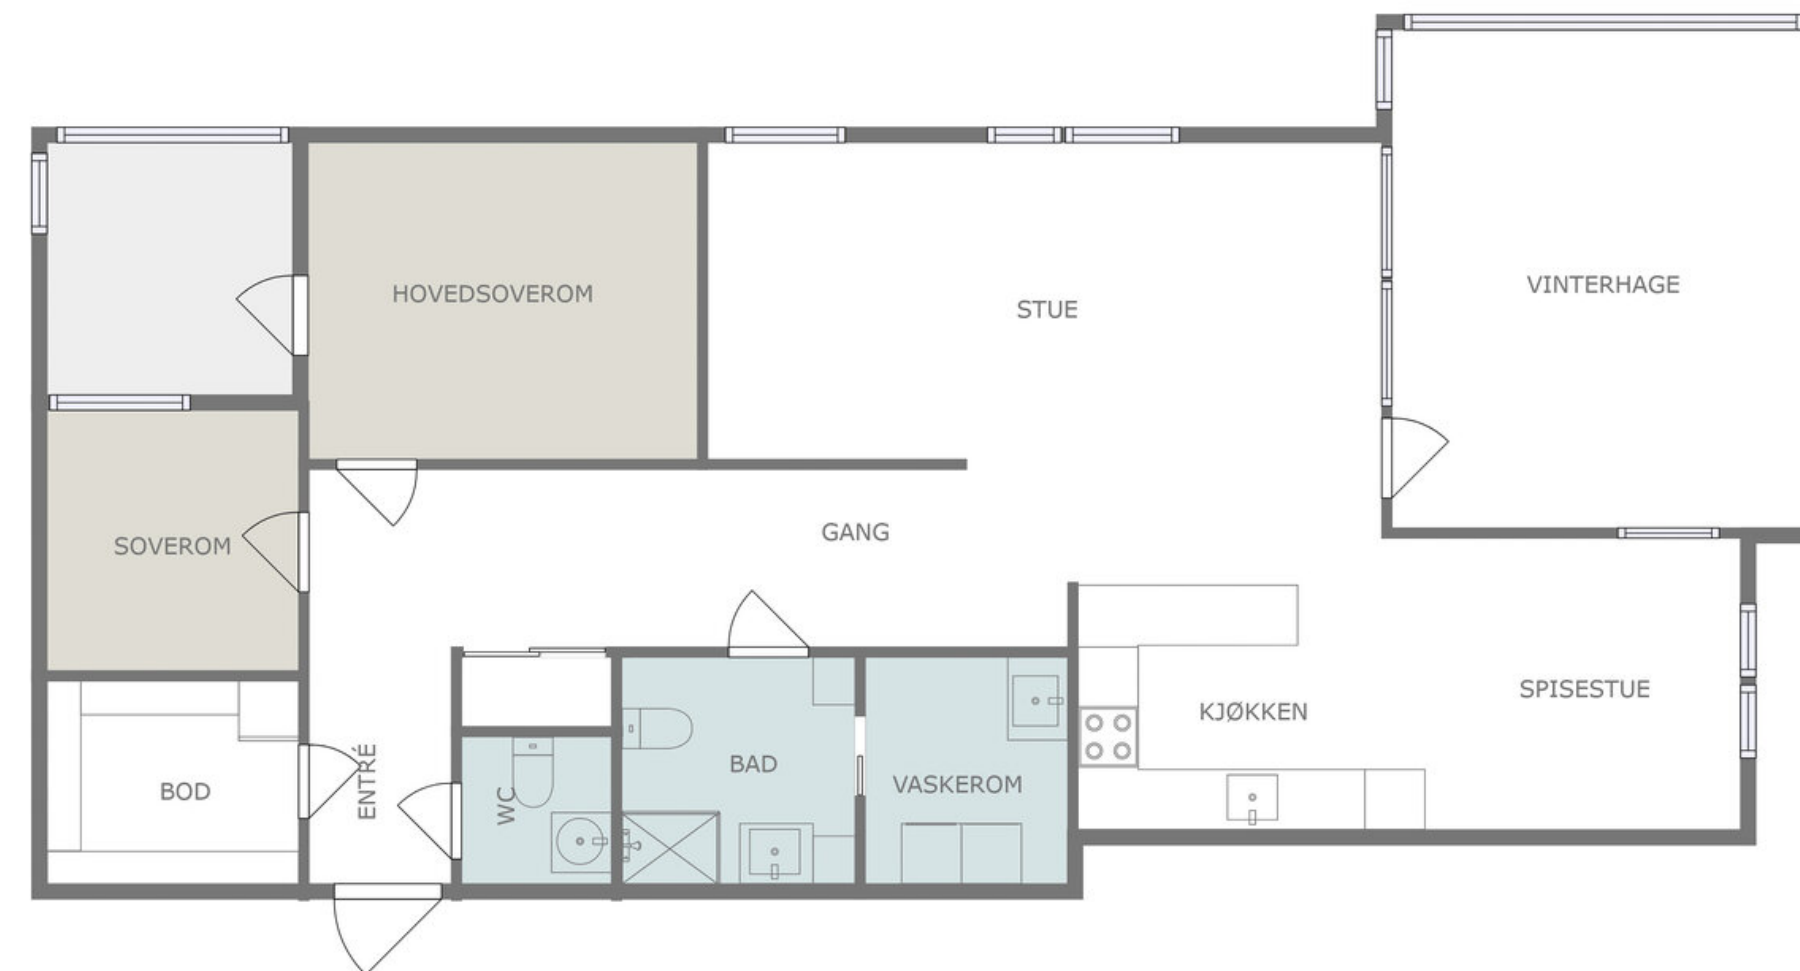 VINTERHAGE
HOVEDSOVEROM
STUE
GANG
SOVEROM
SPISESTUE
KJØKKEN
BAD
VASKEROM
BOD
ENTRÉ
WC